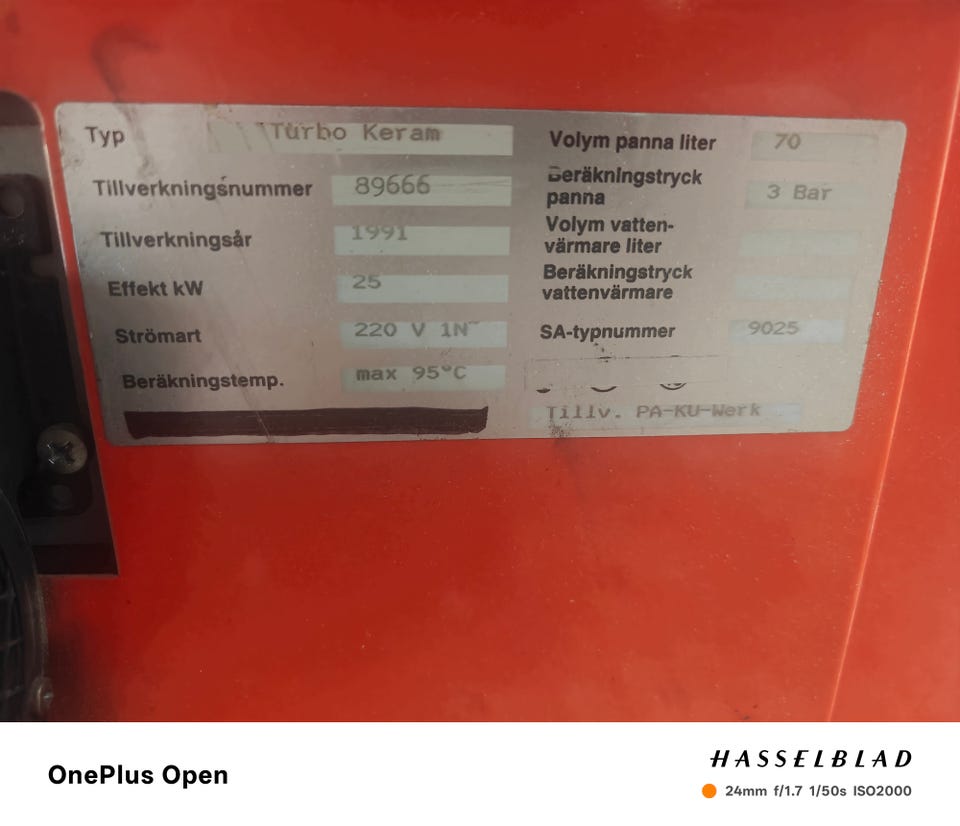 Typ Turbo Keram
Tillverkningsnummer 89666
Tillverkningsår 1991
Effekt kW 25
Strömart 220 V 1N~
Beräkningstemp. max 95°C
Volym panna liter 70
Beräkningstryck
panna 3 Bar
Volym vatten-
värmare liter
Beräkningstryck
vattenvärmare
SA-typnummer 9025
Tillv. PA-KU-Werk
OnePlus Open
HASSELBLAD
24mm f/1.7 1/50s ISO2000